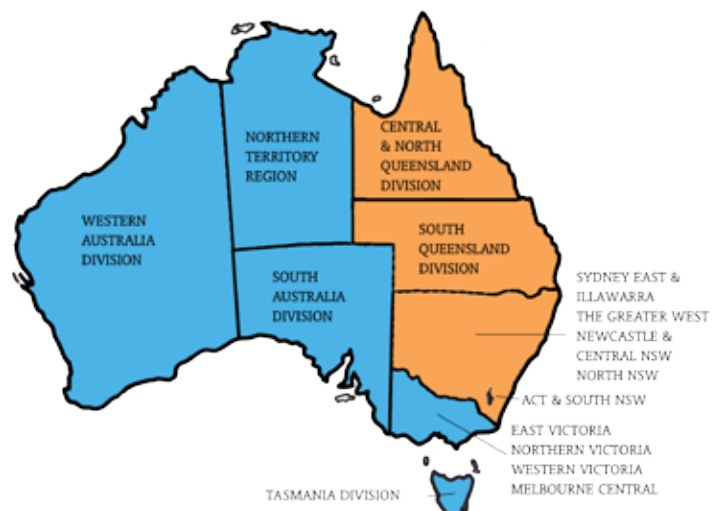 NORTHERN
TERRITORY
REGION
CENTRAL
& NORTH
QUEENSLAND
DIVISION
WESTERN
AUSTRALIA
DIVISION
SOUTH
QUEENSLAND
DIVISION
SOUTH
AUSTRALIA
DIVISION
SYDNEY EAST &
ILLAWARRA
THE GREATER WEST
NEWCASTLE &
CENTRAL NSW
NORTH NSW
ACT & SOUTH NSW
EAST VICTORIA
NORTHERN VICTORIA
WESTERN VICTORIA
MELBOURNE CENTRAL
TASMANIA DIVISION